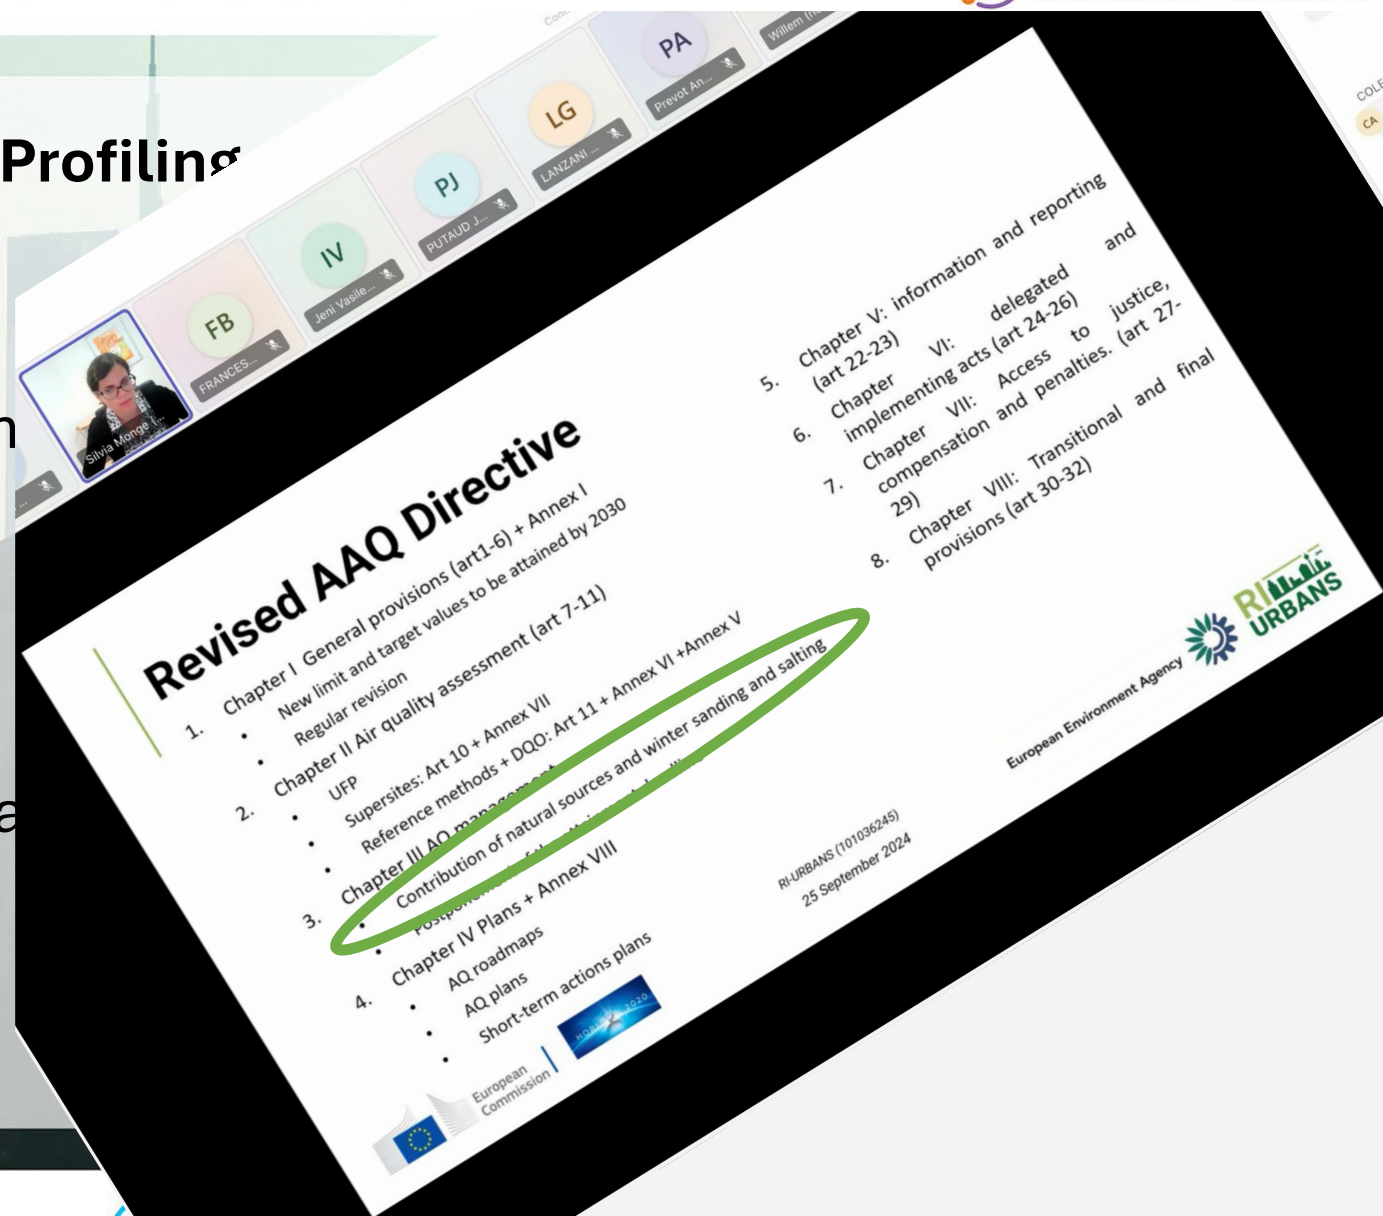 Profiling
PA
Prevot An...
Willem (n
LG
LANZANI ...
PJ
PUTAUD J...
IV
Jeni Vasile...
FB
FRANCES...
Silvia Monge (...
COLE
CA
Revised AAQ Directive
1. Chapter I General provisions (art1-6) + Annex I
• New limit and target values to be attained by 2030
• Regular revision
2. Chapter II Air quality assessment (art 7-11)
• UFP
• Supersites: Art 10 + Annex VII
• Reference methods + DQO: Art 11 + Annex VI +Annex V
3. Chapter III AQ management
• Contribution of natural sources and winter sanding and salting
•
4. Chapter IV Plans + Annex VIII
• AQ roadmaps
• AQ plans
• Short-term actions plans
5. Chapter V: information and reporting
(art 22-23)
6. Chapter VI: delegated and
implementing acts (art 24-26)
7. Chapter VII: Access to justice,
compensation and penalties. (art 27-
29)
8. Chapter VIII: Transitional and final
provisions (art 30-32)
European
Commission
HORIZON 2020
RI-URBANS (101036245)
25 September 2024
European Environment Agency
RI
URBANS